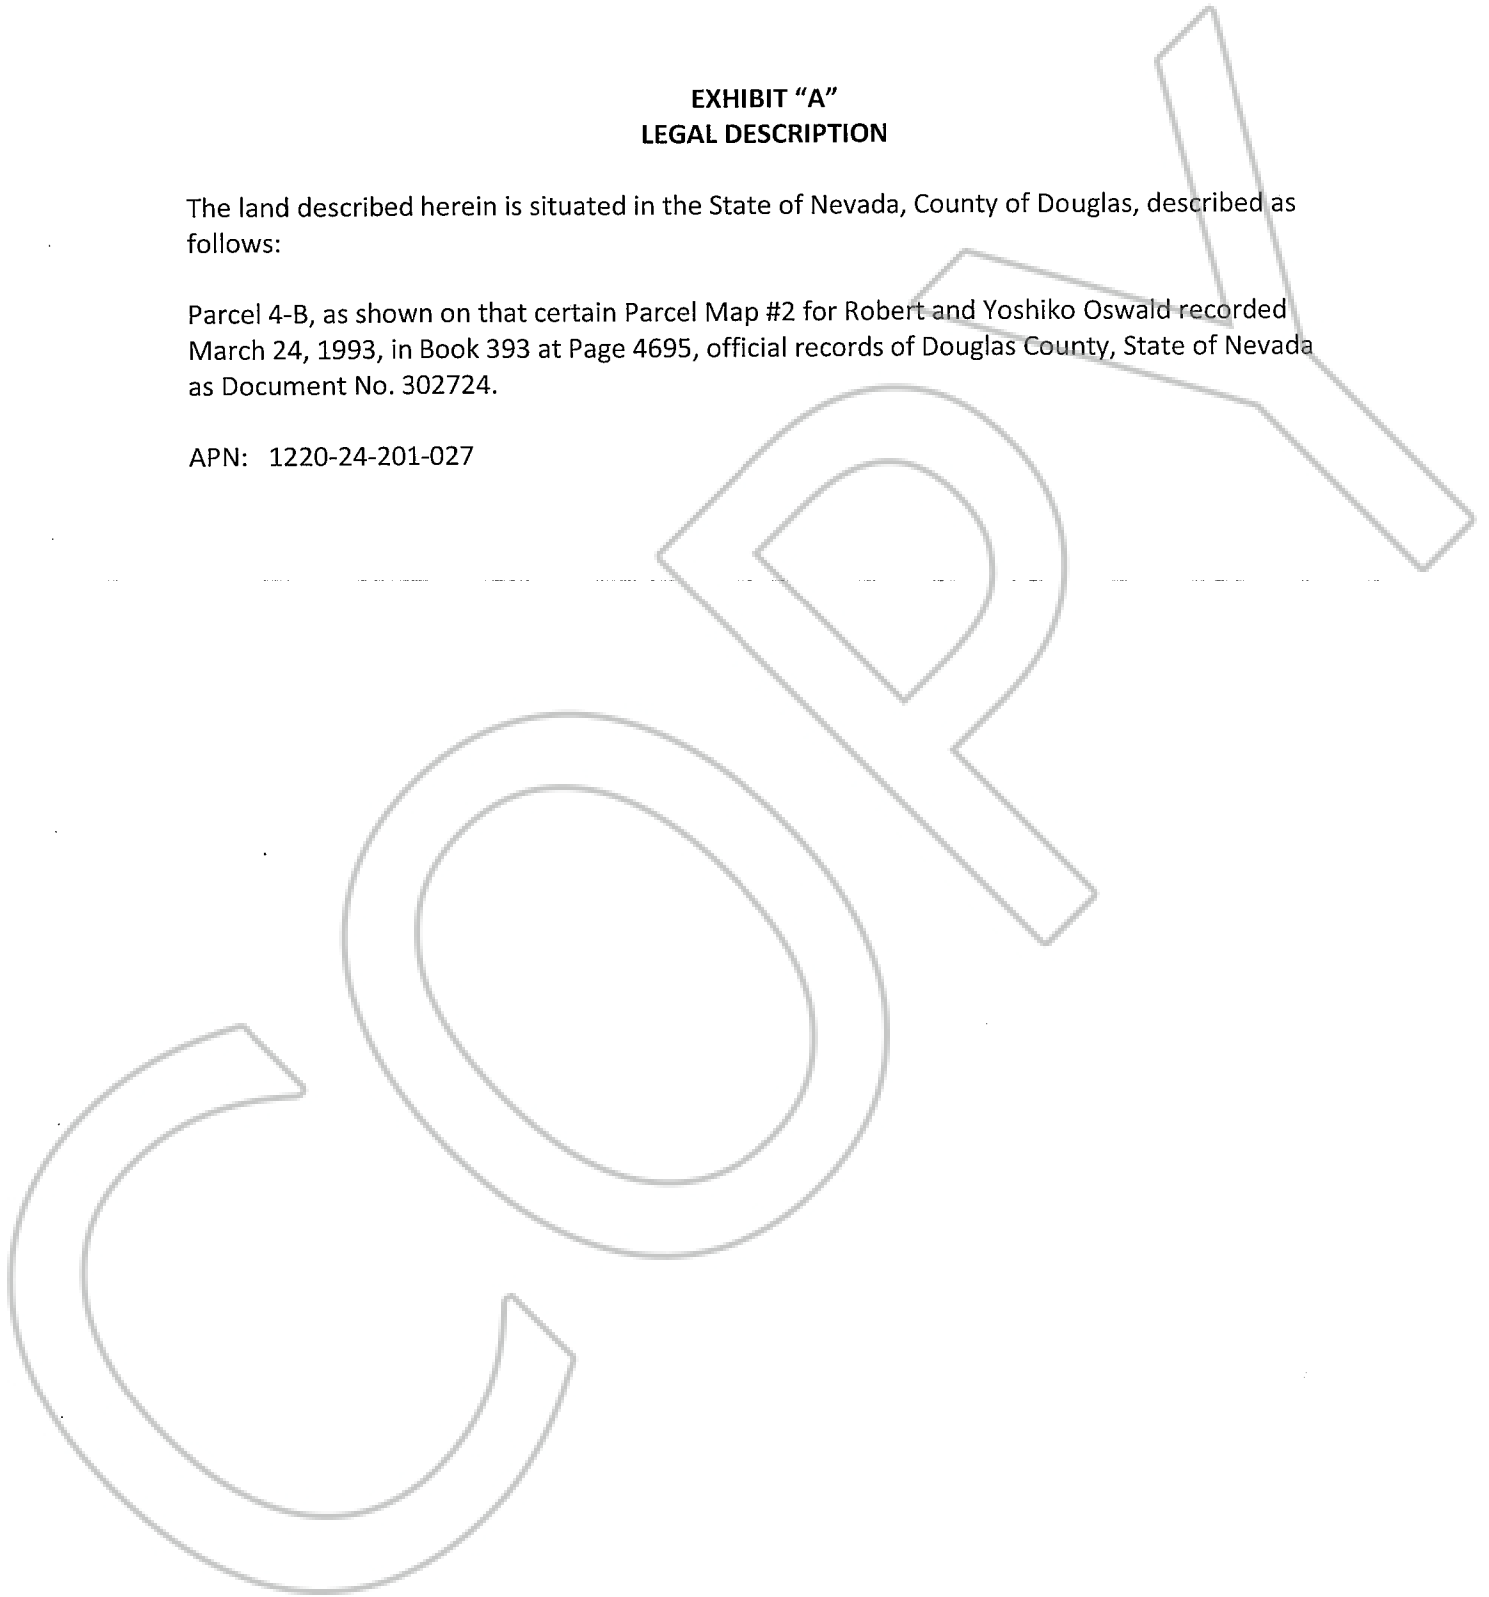 EXHIBIT “A”
LEGAL DESCRIPTION
The land described herein is situated in the State of Nevada, County of Douglas, described as
follows:
Parcel 4-B, as shown on that certain Parcel Map #2 for Robert and Yoshiko Oswald recorded
March 24, 1993, in Book 393 at Page 4695, official records of Douglas County, State of Nevada
as Document No. 302724.
APN: 1220-24-201-027
COPY